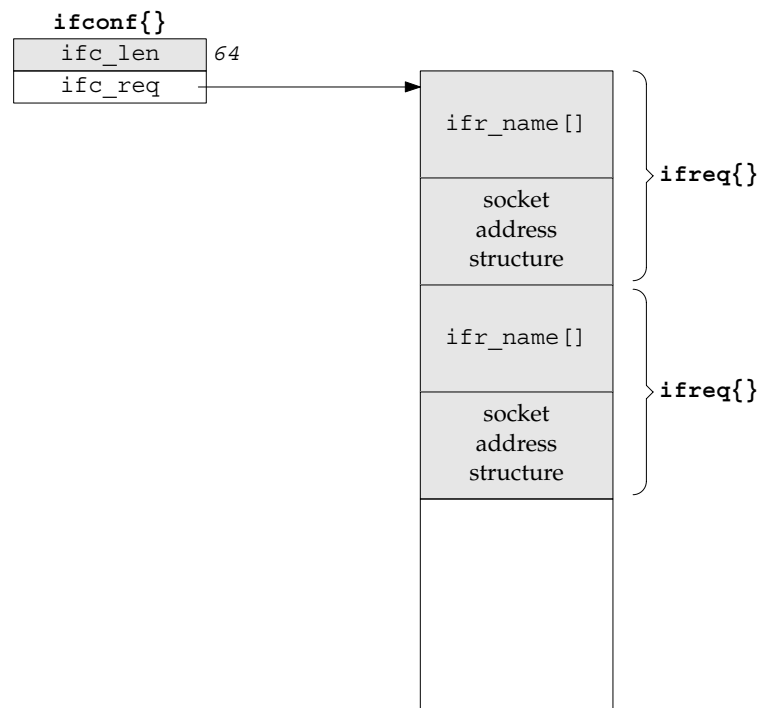 ifconf{}
ifc_len 64
ifc_req
ifr_name[]
ifreq{}
socket
address
structure
ifr_name[]
ifreq{}
socket
address
structure